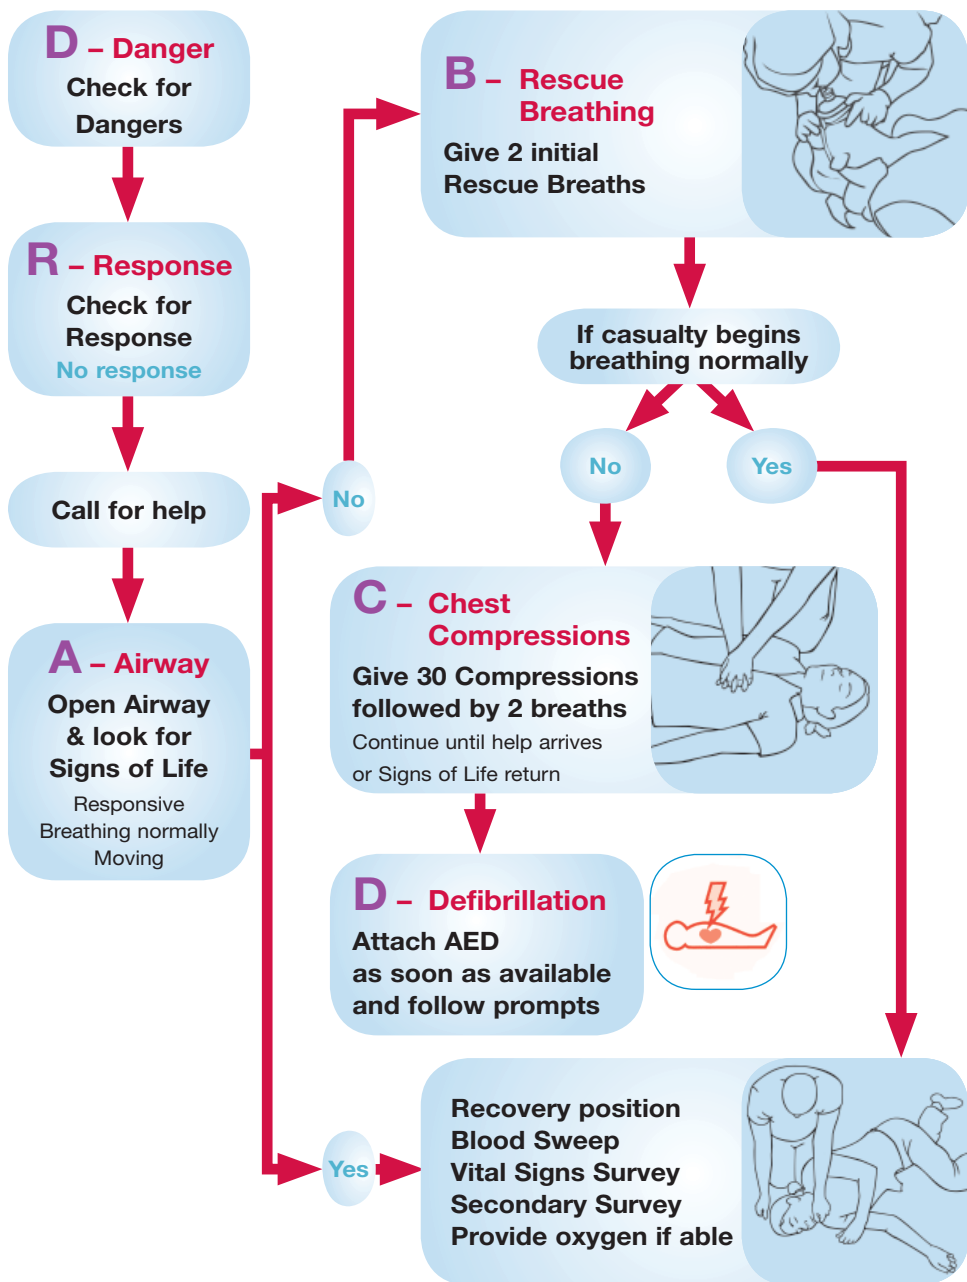 D – Danger
Check for
Dangers
R – Response
Check for
Response
No response
Call for help
A – Airway
Open Airway
& look for
Signs of Life
Responsive
Breathing normally
Moving
No
Yes
B – Rescue
Breathing
Give 2 initial
Rescue Breaths
If casualty begins
breathing normally
No
Yes
C – Chest
Compressions
Give 30 Compressions
followed by 2 breaths
Continue until help arrives
or Signs of Life return
D – Defibrillation
Attach AED
as soon as available
and follow prompts
Recovery position
Blood Sweep
Vital Signs Survey
Secondary Survey
Provide oxygen if able